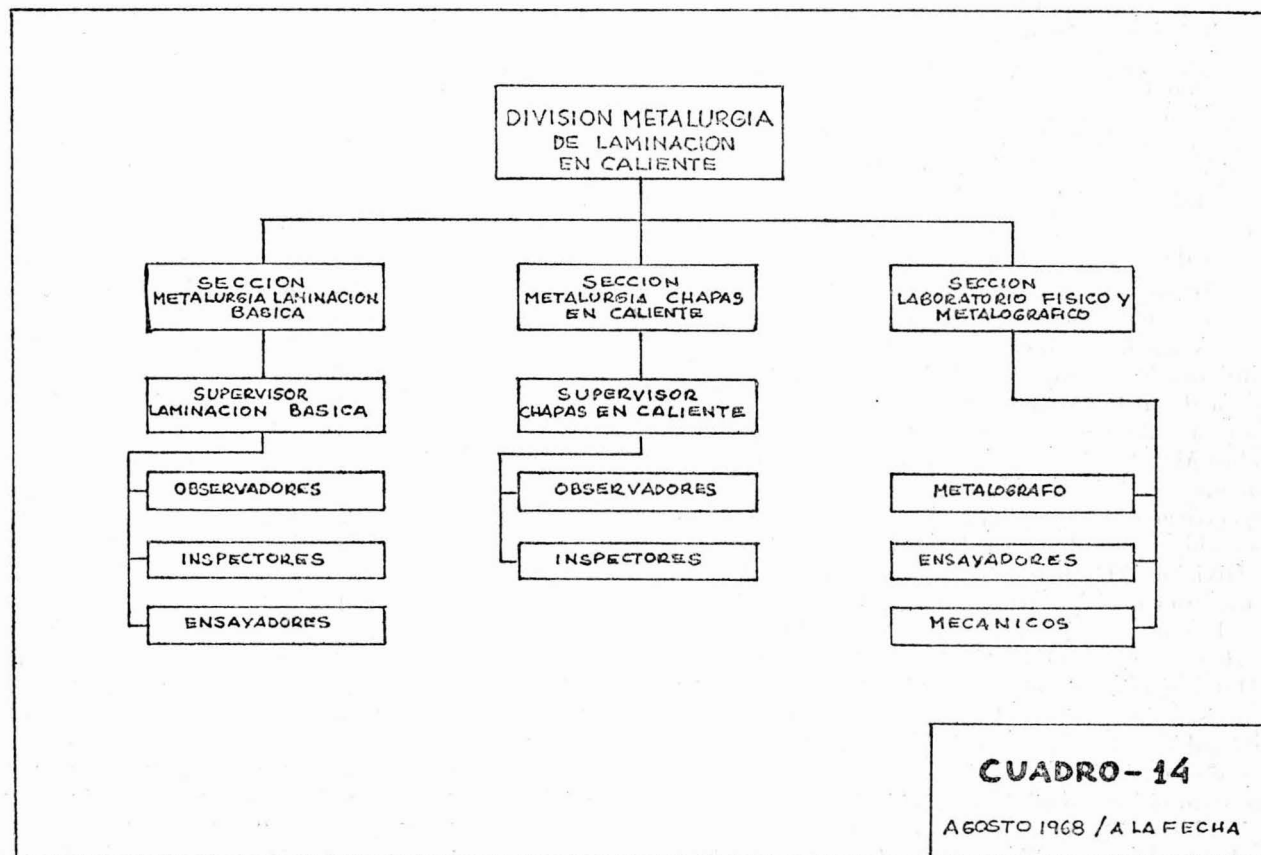 DIVISION METALURGIA
DE LAMINACION
EN CALIENTE
SECCION
METALURGIA LAMINACION
BASICA
SECCION
METALURGIA CHAPAS
EN CALIENTE
SECCION
LABORATORIO FISICO Y
METALOGRAFICO
SUPERVISOR
LAMINACION BASICA
SUPERVISOR
CHAPAS EN CALIENTE
OBSERVADORES
INSPECTORES
ENSAYADORES
OBSERVADORES
INSPECTORES
METALOGRAFO
ENSAYADORES
MECANICOS
CUADRO-14
AGOSTO 1968 / A LA FECHA